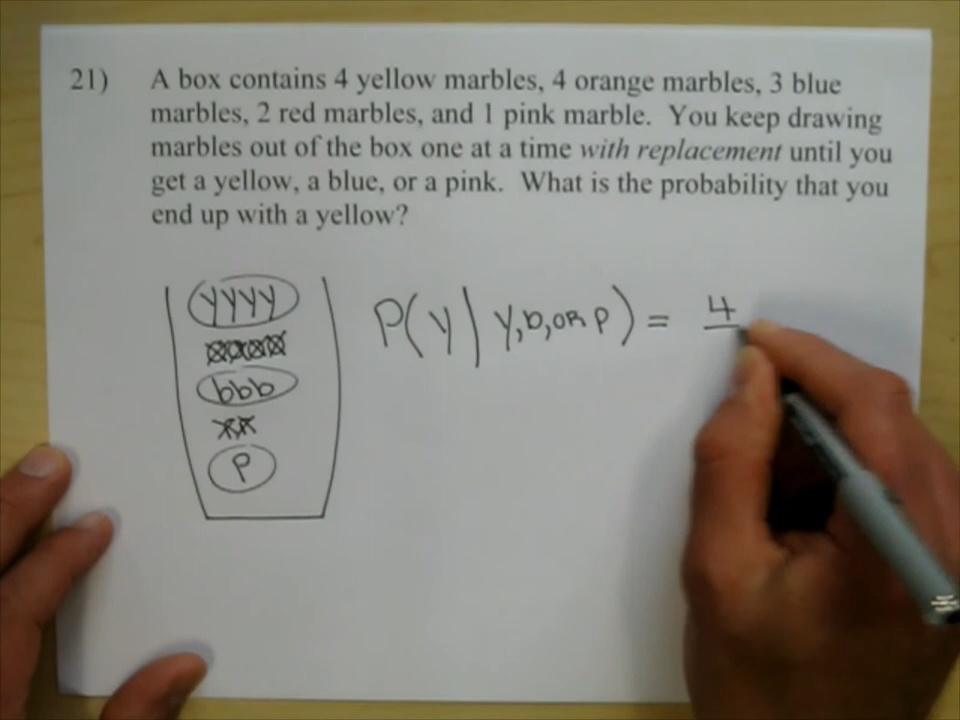 21) A box contains 4 yellow marbles, 4 orange marbles, 3 blue
marbles, 2 red marbles, and 1 pink marble. You keep drawing
marbles out of the box one at a time with replacement until you
get a yellow, a blue, or a pink. What is the probability that you
end up with a yellow?
yyyy
P(y | y, b, or p) = 4
bbb
p